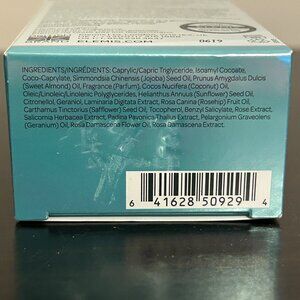 ELEMIS.COM
0619
INGREDIENTS/INGRÉDIENTS: Caprylic/Capric Triglyceride, Isoamyl Cocoate,
Coco-Caprylate, Simmondsia Chinensis (Jojoba) Seed Oil, Prunus Amygdalus Dulcis
(Sweet Almond) Oil, Fragrance (Parfum), Cocos Nucifera (Coconut) Oil,
Oleic/Linoleic/Linolenic Polyglycerides, Helianthus Annuus (Sunflower) Seed Oil,
Citronellol, Geraniol, Laminaria Digitata Extract, Rosa Canina (Rosehip) Fruit Oil,
Carthamus Tinctorius (Safflower) Seed Oil, Tocopherol, Benzyl Salicylate, Rose Extract,
Salicornia Herbacea Extract, Padina Pavonica Thallus Extract, Pelargonium Graveolens
(Geranium) Oil, Rosa Damascena Flower Oil, Rosa Damascena Extract.
6 41628 50929 4